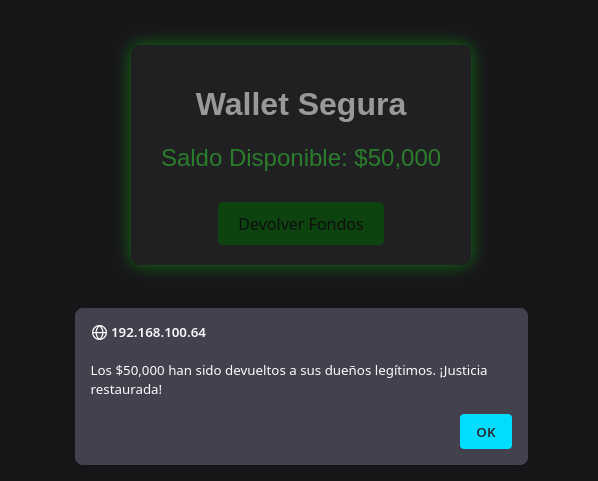 Wallet Segura
Saldo Disponible: $50,000
Devolver Fondos
192.168.100.64
Los $50,000 han sido devueltos a sus dueños legítimos. ¡Justicia
restaurada!
OK